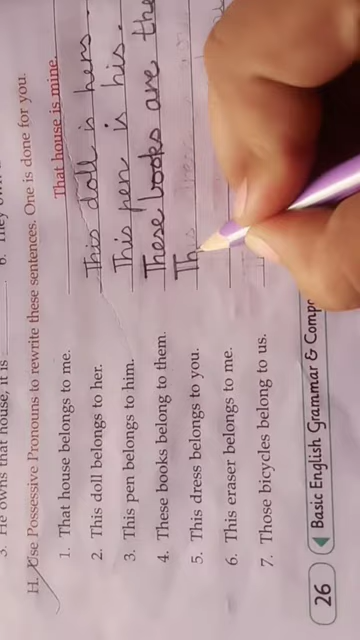 3. He owns that house; it is
6. They
H. Use Possessive Pronouns to rewrite these sentences. One is done for you.
1. That house belongs to me. That house is mine.
2. This doll belongs to her. This doll is hers.
3. This pen belongs to him. This pen is his.
4. These books belong to them. These books are the
5. This dress belongs to you. Th
6. This eraser belongs to me.
7. Those bicycles belong to us.
26 Basic English Grammar & Comp